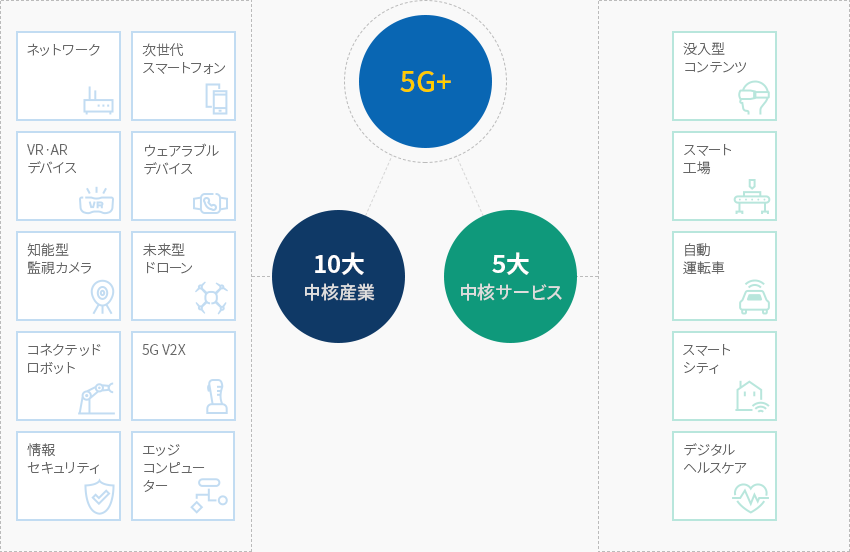 ネットワーク
次世代
スマートフォン
VR·AR
デバイス
VR
ウェアラブル
デバイス
知能型
監視カメラ
未来型
ドローン
コネクテッド
ロボット
5G V2X
情報
セキュリティ
エッジ
コンピュー
ター
5G+
10大
中核産業
5大
中核サービス
没入型
コンテンツ
スマート
工場
自動
運転車
スマート
シティ
デジタル
ヘルスケア